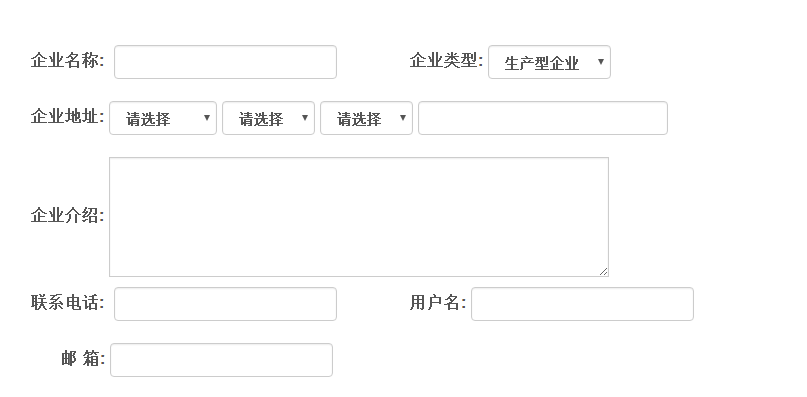 企业名称: 企业类型: 生产型企业
企业地址: 请选择 请选择 请选择
企业介绍:
联系电话: 用户名:
邮 箱: